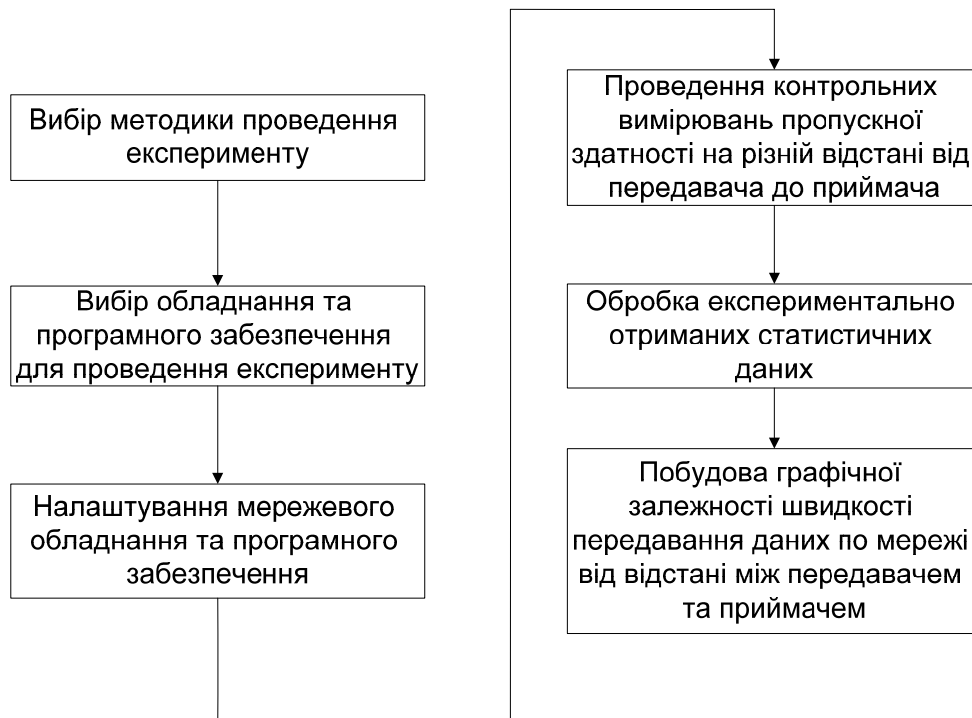 Вибір методики проведення
експерименту
Вибір обладнання та
програмного забезпечення
для проведення експерименту
Налаштування мережевого
обладнання та програмного
забезпечення
Проведення контрольних
вимірювань пропускної
здатності на різній відстані від
передавача до приймача
Обробка експериментально
отриманих статистичних
даних
Побудова графічної
залежності швидкості
передавання даних по мережі
від відстані між передавачем
та приймачем